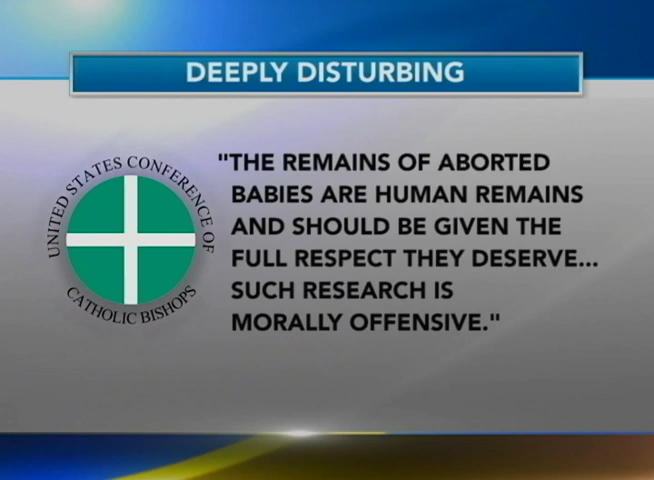 DEEPLY DISTURBING
UNITED STATES CONFERENCE OF
CATHOLIC BISHOPS
"THE REMAINS OF ABORTED
BABIES ARE HUMAN REMAINS
AND SHOULD BE GIVEN THE
FULL RESPECT THEY DESERVE...
SUCH RESEARCH IS
MORALLY OFFENSIVE."